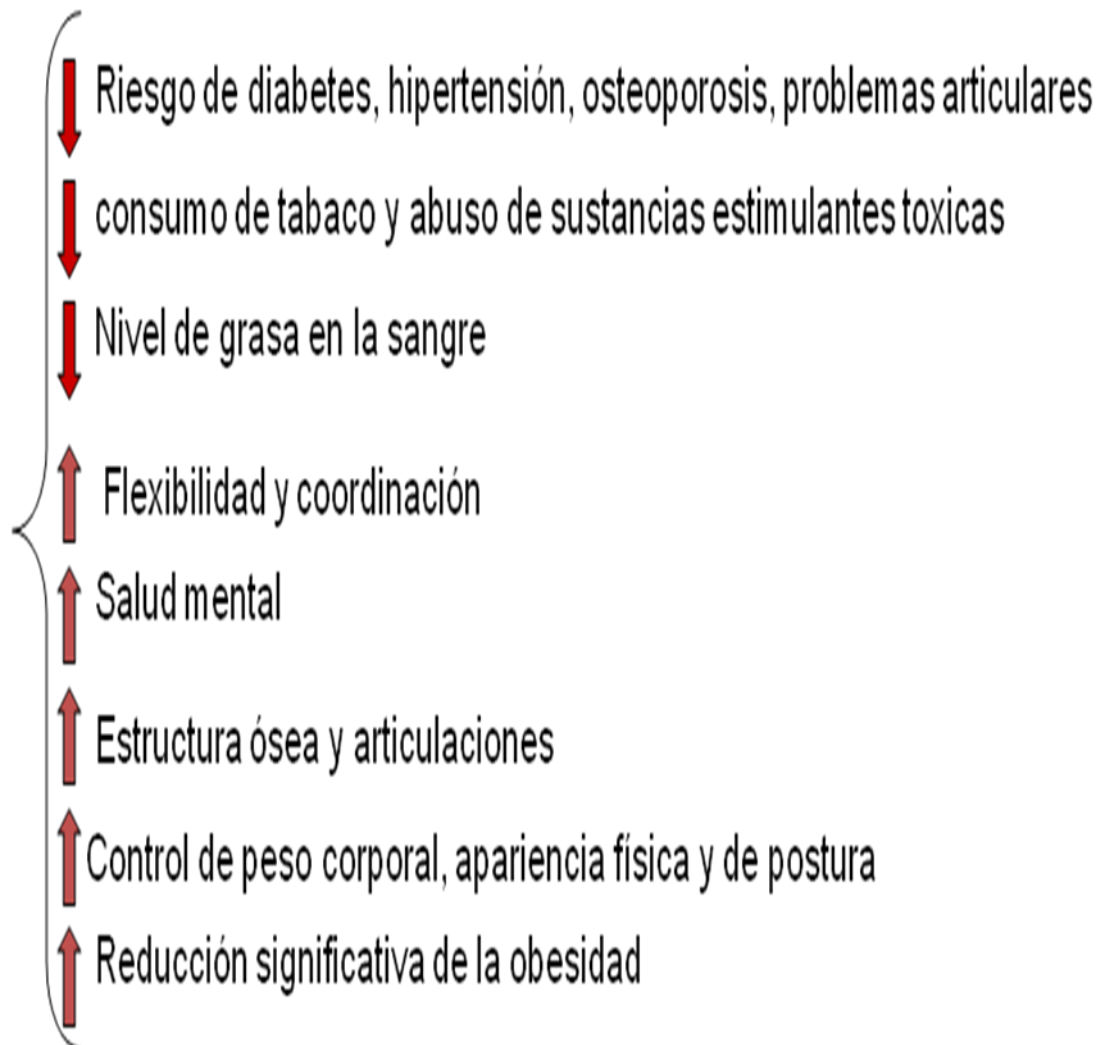 Riesgo de diabetes, hipertensión, osteoporosis, problemas articulares
consumo de tabaco y abuso de sustancias estimulantes toxicas
Nivel de grasa en la sangre
Flexibilidad y coordinación
Salud mental
Estructura ósea y articulaciones
Control de peso corporal, apariencia física y de postura
Reducción significativa de la obesidad